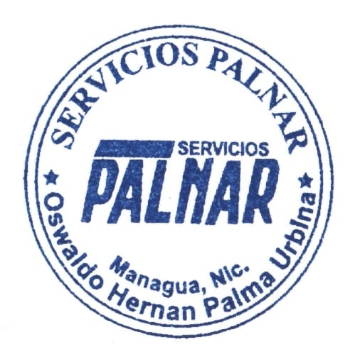 SERVICIOS PALNAR
SERVICIOS
PALNAR
Managua, Nic.
Oswaldo Hernan Palma Urbina